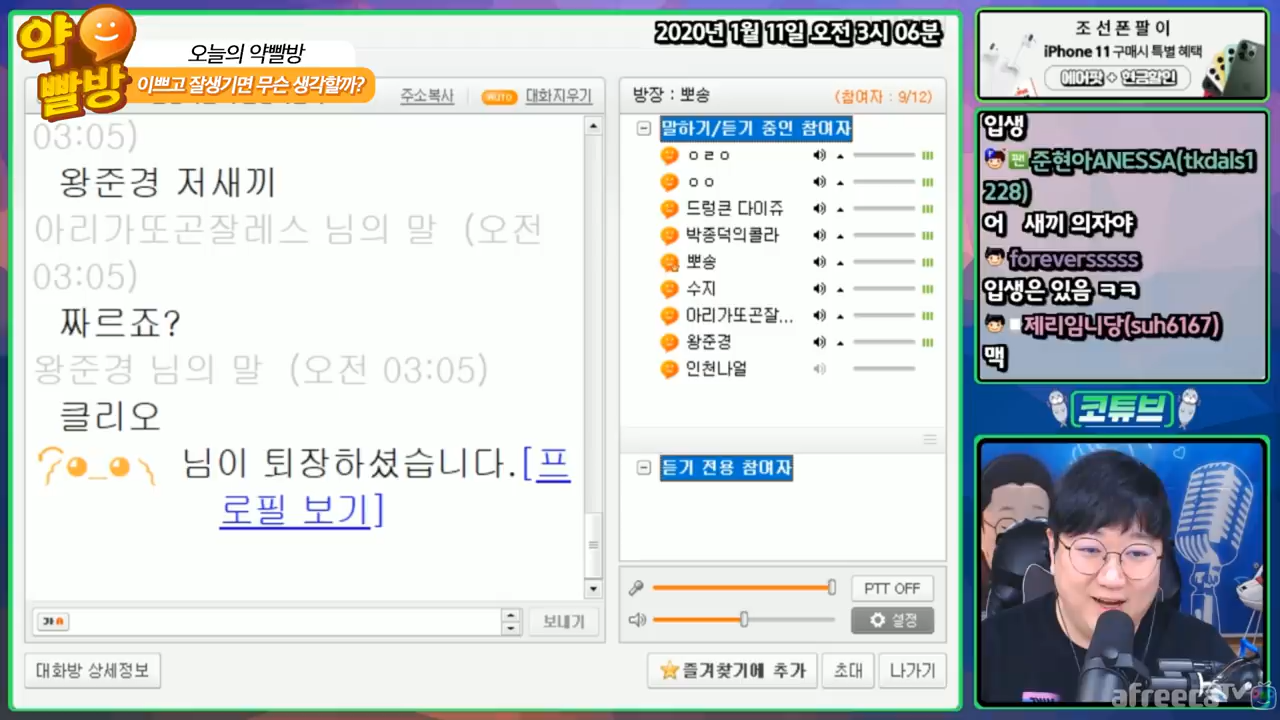 약빨방
오늘의 약빨방
이쁘고 잘생기면 무슨 생각할까?
2020년 1월 11일 오전 3시 06분
주소복사
AUTO 대화지우기
03:05)
왕준경 저새끼
아리가또곤잘레스 님의 말 (오전
03:05)
짜르죠?
왕준경 님의 말 (오전 03:05)
클리오
님이 퇴장하셨습니다.[프
로필 보기]
가
보내기
대화방 상세정보
방장 : 뽀송
(참여자 : 9/12)
말하기/듣기 중인 참여자
ㅇㄹㅇ
ㅇㅇ
드렁큰 다이쥬
박종덕의콜라
뽀송
수지
아리가또곤잘...
왕준경
인천나얼
듣기 전용 참여자
PTT OFF
설정
즐겨찾기에 추가
초대
나가기
조선폰팔이
iPhone 11 구매시 특별 혜택
에어팟 + 현금할인
입생
팬 준현아ANESSA(tkdals1
228)
어 새끼 의자야
foreversssss
입생은 있음 ㅋㅋ
제리임니당(suh6167)
맥
코튜브
afreecaTV